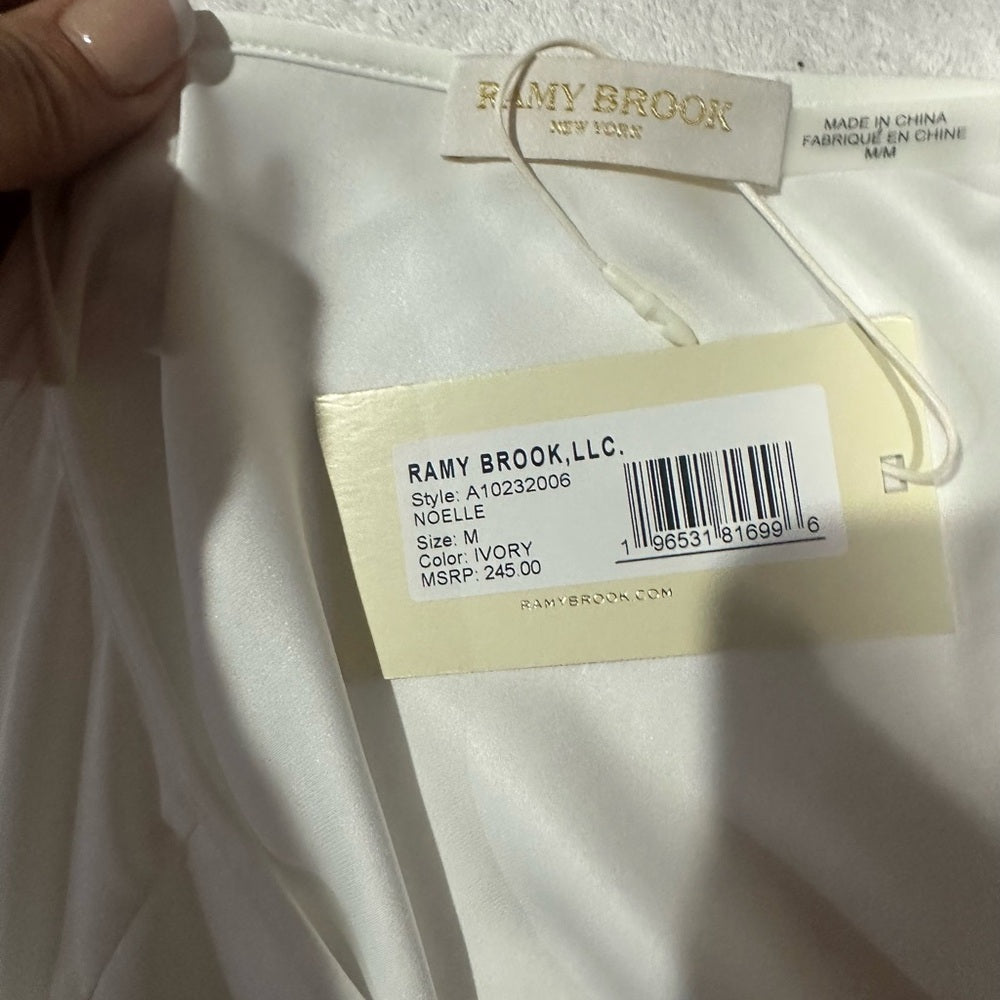 RAMY BROOK
NEW YORK
MADE IN CHINA
FABRIQUÉ EN CHINE
M/M
RAMY BROOK,LLC.
Style: A10232006
NOELLE
Size: M
Color: IVORY
MSRP: 245.00
1 96531 81699 6
RAMYBROOK.COM